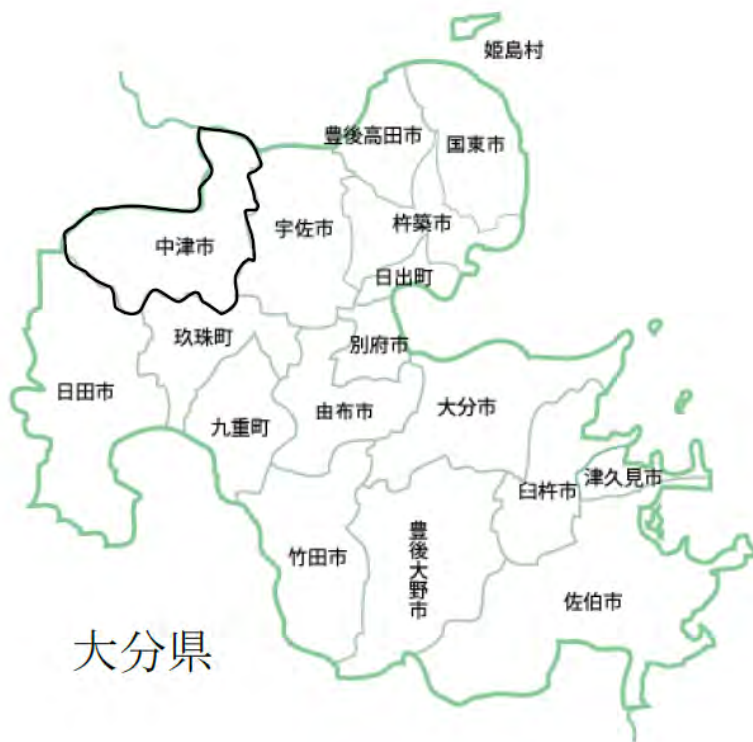 姫島村
豊後高田市
国東市
中津市
宇佐市
杵築市
日出町
玖珠町
別府市
日田市
九重町
由布市
大分市
臼杵市
津久見市
竹田市
豊後大野市
佐伯市
大分県